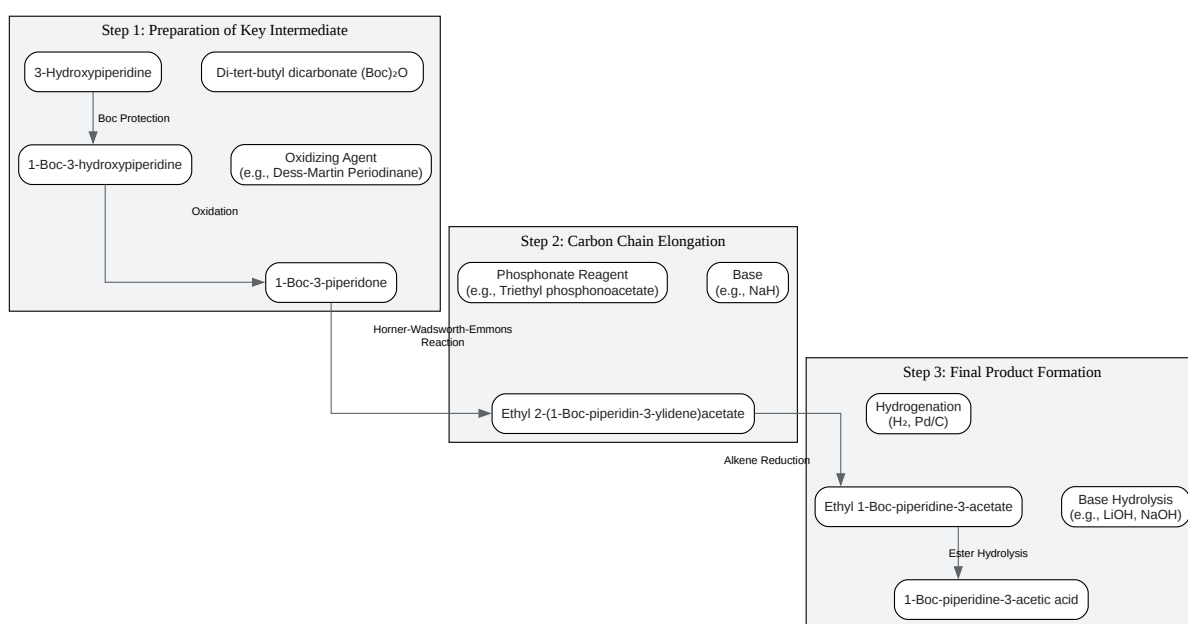 Step 1: Preparation of Key Intermediate
3-Hydroxypiperidine
Di-tert-butyl dicarbonate (Boc)₂O
Boc Protection
1-Boc-3-hydroxypiperidine
Oxidizing Agent
(e.g., Dess-Martin Periodinane)
Oxidation
1-Boc-3-piperidone
Step 2: Carbon Chain Elongation
Phosphonate Reagent
(e.g., Triethyl phosphonoacetate)
Base
(e.g., NaH)
Horner-Wadsworth-Emmons
Reaction
Ethyl 2-(1-Boc-piperidin-3-ylidene)acetate
Step 3: Final Product Formation
Hydrogenation
(H₂, Pd/C)
Alkene Reduction
Ethyl 1-Boc-piperidine-3-acetate
Base Hydrolysis
(e.g., LiOH, NaOH)
Ester Hydrolysis
1-Boc-piperidine-3-acetic acid